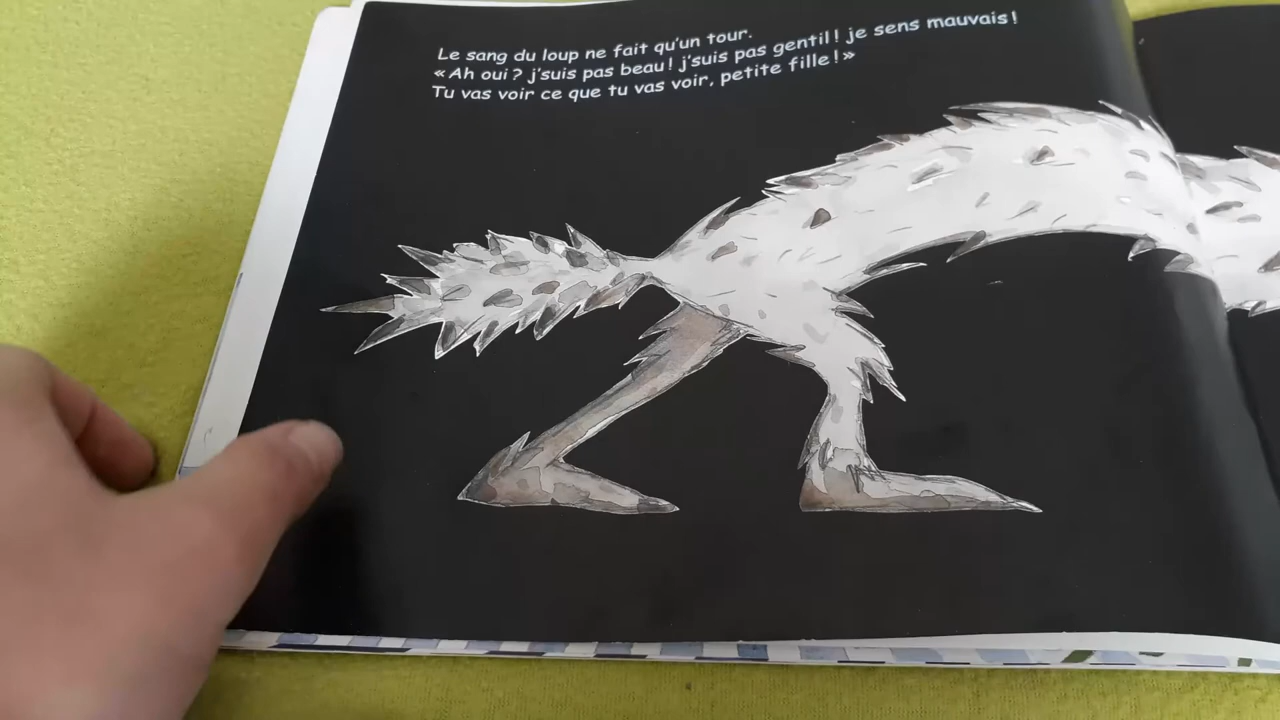 Le sang du loup ne fait qu'un tour.
« Ah oui ? j'suis pas beau ! j'suis pas gentil ! je sens mauvais !
Tu vas voir ce que tu vas voir, petite fille ! »